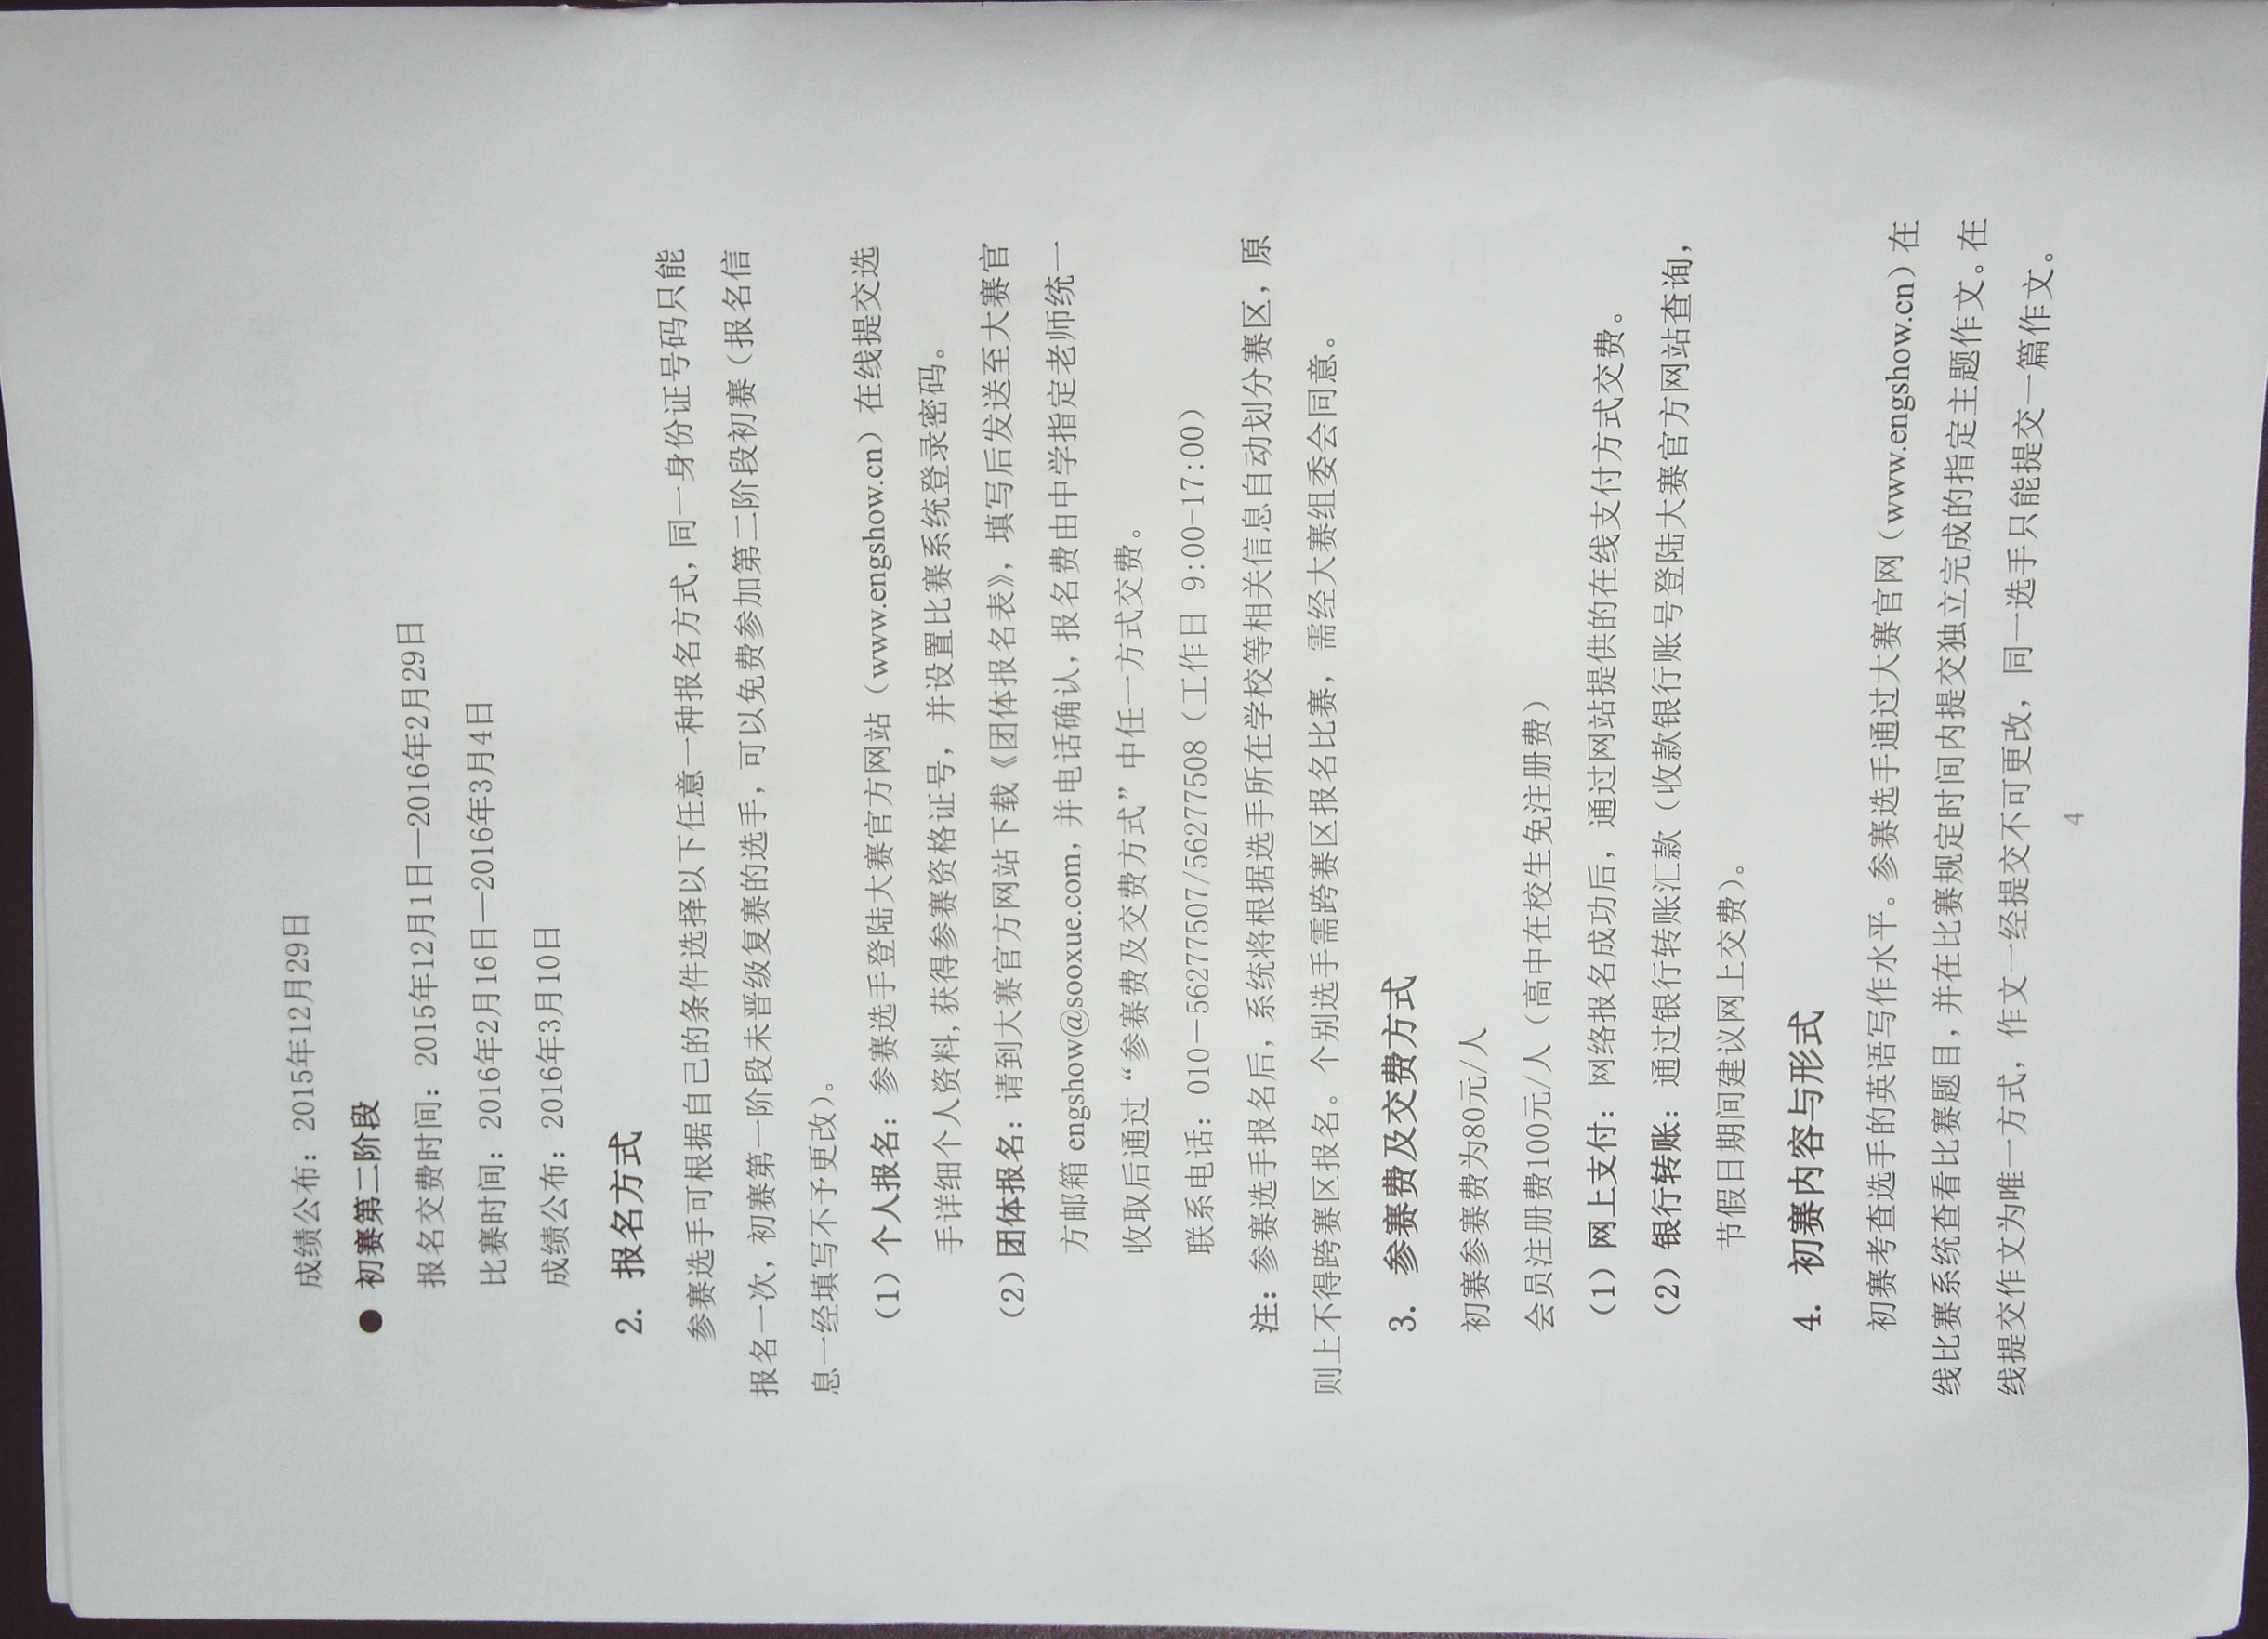 成绩公布：2015年12月29日
● 初赛第二阶段
报名交费时间：2015年12月1日—2016年2月29日
比赛时间：2016年2月16日—2016年3月4日
成绩公布：2016年3月10日
2. 报名方式
参赛选手可根据自己的条件选择以下任意一种报名方式，同一身份证号码只能
报名一次，初赛第一阶段未晋级复赛的选手，可以免费参加第二阶段初赛（报名信
息一经填写不予更改）。
（1）个人报名：参赛选手登陆大赛官方网站（www.engshow.cn）在线提交选
手详细个人资料，获得参赛资格证号，并设置比赛系统登录密码。
（2）团体报名：请到大赛官方网站下载《团体报名表》，填写后发送至大赛官
方邮箱 engshow@sooxue.com，并电话确认，报名费由中学指定老师统一
收取后通过“参赛费及交费方式”中任一方式交费。
联系电话：010-56277507/56277508（工作日 9:00-17:00）
注：参赛选手报名后，系统将根据选手所在学校等相关信息自动划分赛区，原
则上不得跨赛区报名。个别选手需跨赛区报名比赛，需经大赛组委会同意。
3. 参赛费及交费方式
初赛参赛费为80元/人
会员注册费100元/人（高中在校生免注册费）
（1）网上支付：网络报名成功后，通过网站提供的在线支付方式交费。
（2）银行转账：通过银行转账汇款（收款银行账号登陆大赛官方网站查询，
节假日期间建议网上交费）。
4. 初赛内容与形式
初赛考查选手的英语写作水平。参赛选手通过大赛官网（www.engshow.cn）在
线比赛系统查看比赛题目，并在比赛规定时间内提交独立完成的指定主题作文。在
线提交作文为唯一方式，作文一经提交不可更改，同一选手只能提交一篇作文。
4